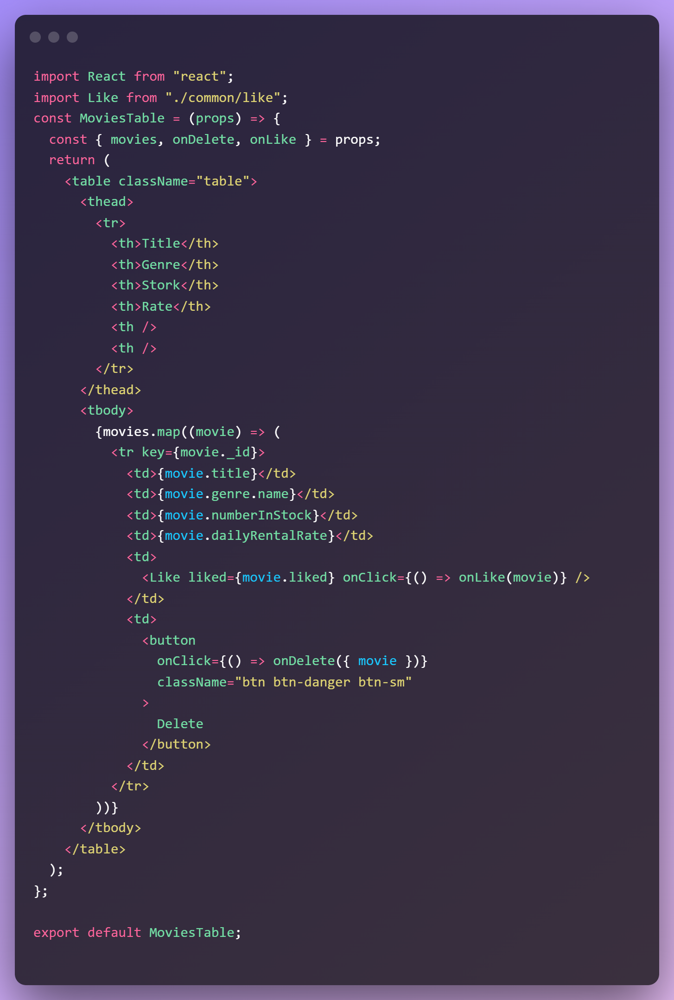 import React from "react";
import Like from "./common/like";
const MoviesTable = (props) => {
  const { movies, onDelete, onLike } = props;
  return (
    <table className="table">
      <thead>
        <tr>
          <th>Title</th>
          <th>Genre</th>
          <th>Stork</th>
          <th>Rate</th>
          <th />
          <th />
        </tr>
      </thead>
      <tbody>
        {movies.map((movie) => (
          <tr key={movie._id}>
            <td>{movie.title}</td>
            <td>{movie.genre.name}</td>
            <td>{movie.numberInStock}</td>
            <td>{movie.dailyRentalRate}</td>
            <td>
              <Like liked={movie.liked} onClick={() => onLike(movie)} />
            </td>
            <td>
              <button
                onClick={() => onDelete({ movie })}
                className="btn btn-danger btn-sm"
              >
                Delete
              </button>
            </td>
          </tr>
        ))}
      </tbody>
    </table>
  );
};

export default MoviesTable;